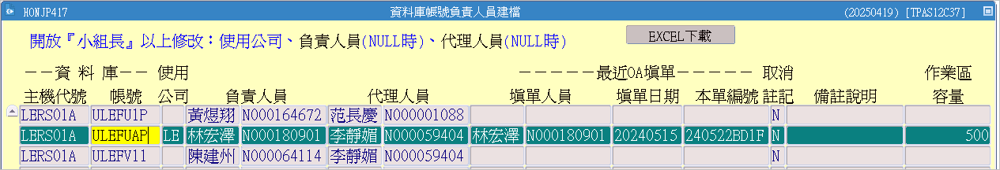 HONJP417 資料庫帳號負責人員建檔 (20250419) [TPAS12C37]
開放『小組長』以上修改：使用公司、負責人員(NULL時)、代理人員(NULL時) EXCEL下載
－－資 料 庫－－ 使用 －－－－－最近OA填單－－－－－ 取消 作業區
主機代號 帳號 公司 負責人員 代理人員 填單人員 填單日期 本單編號 註記 備註說明 容量
LERS01A ULEFU1P 黃煜翔 N000164672 范長慶 N000001088 N
LERS01A ULEFUAP LE 林宏澤 N000180901 李靜媚 N000059404 林宏澤 N000180901 20240515 240522BD1F N 500
LERS01A ULEFV11 陳建州 N000064114 李靜媚 N000059404 N